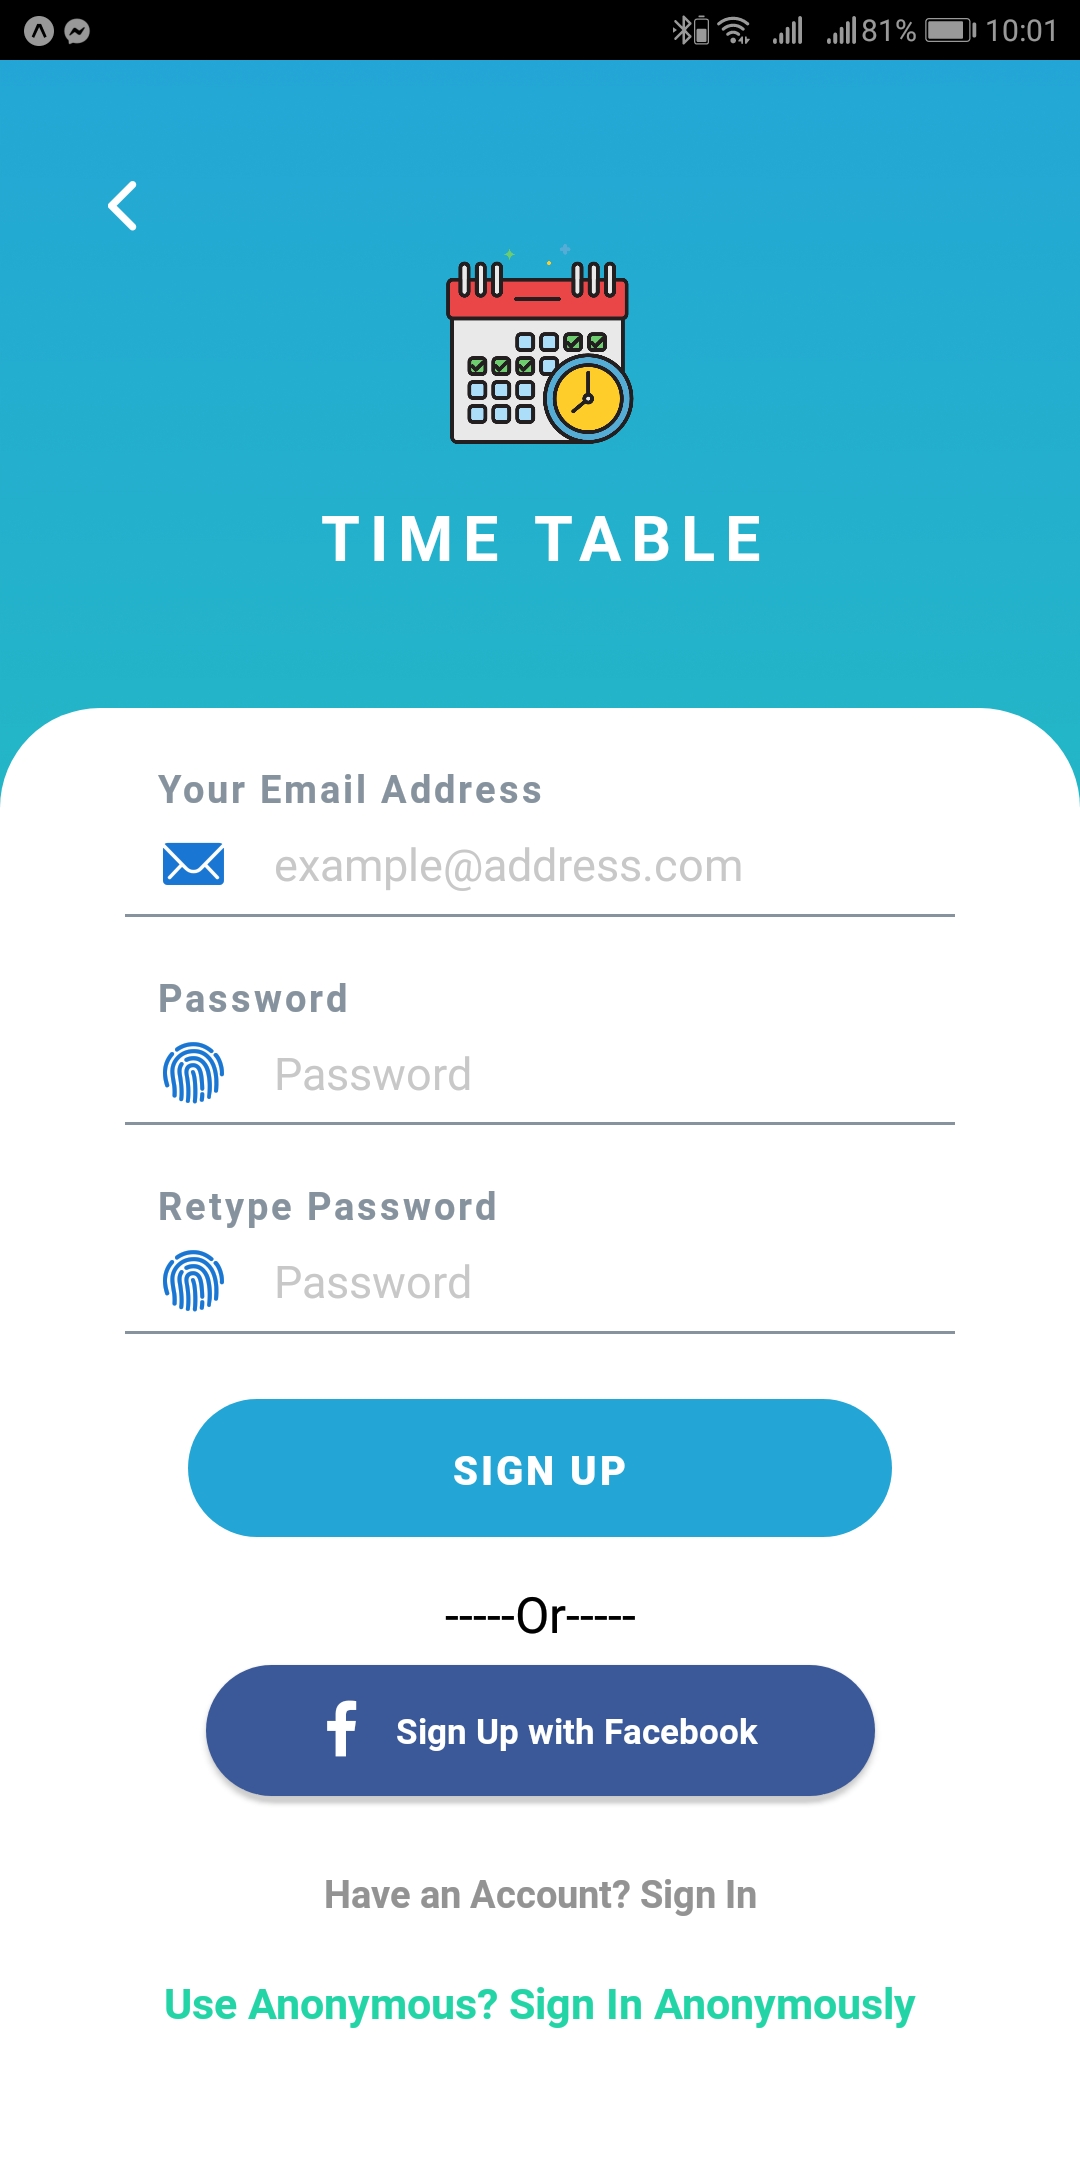 81% 10:01
TIME TABLE
Your Email Address
example@address.com
Password
Password
Retype Password
Password
SIGN UP
-----Or-----
f Sign Up with Facebook
Have an Account? Sign In
Use Anonymous? Sign In Anonymously